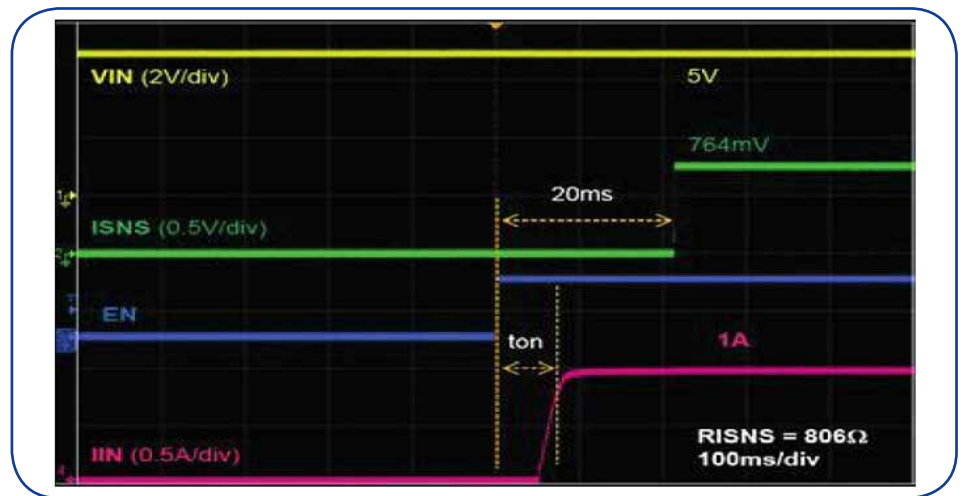 VIN (2V/div)
5V
764mV
20ms
ISNS (0.5V/div)
EN
ton
1A
RISNS = 806Ω
IIN (0.5A/div)
100ms/div